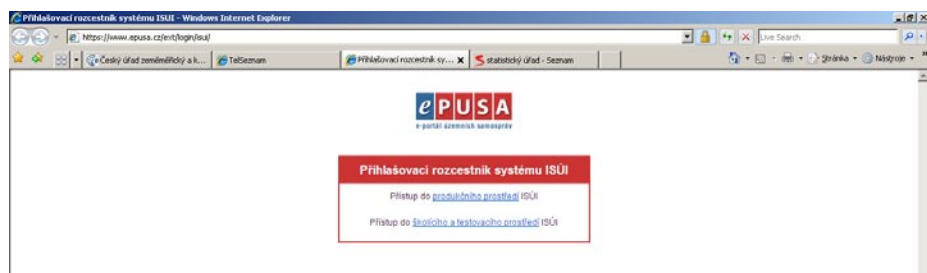 Přihlašovací rozcestník systému ISUI - Windows Internet Explorer
https://www.epusa.cz/ext/login/isui/
Live Search
Český úřad zeměměřický a k...
TelSeznam
Přihlašovací rozcestník sy...
statistický úřad - Seznam
Stránka
Nástroje
ePUSA
e-portál územních samospráv
Přihlašovací rozcestník systému ISÚI
Přístup do produkčního prostředí ISÚI
Přístup do školícího a testovacího prostředí ISÚI